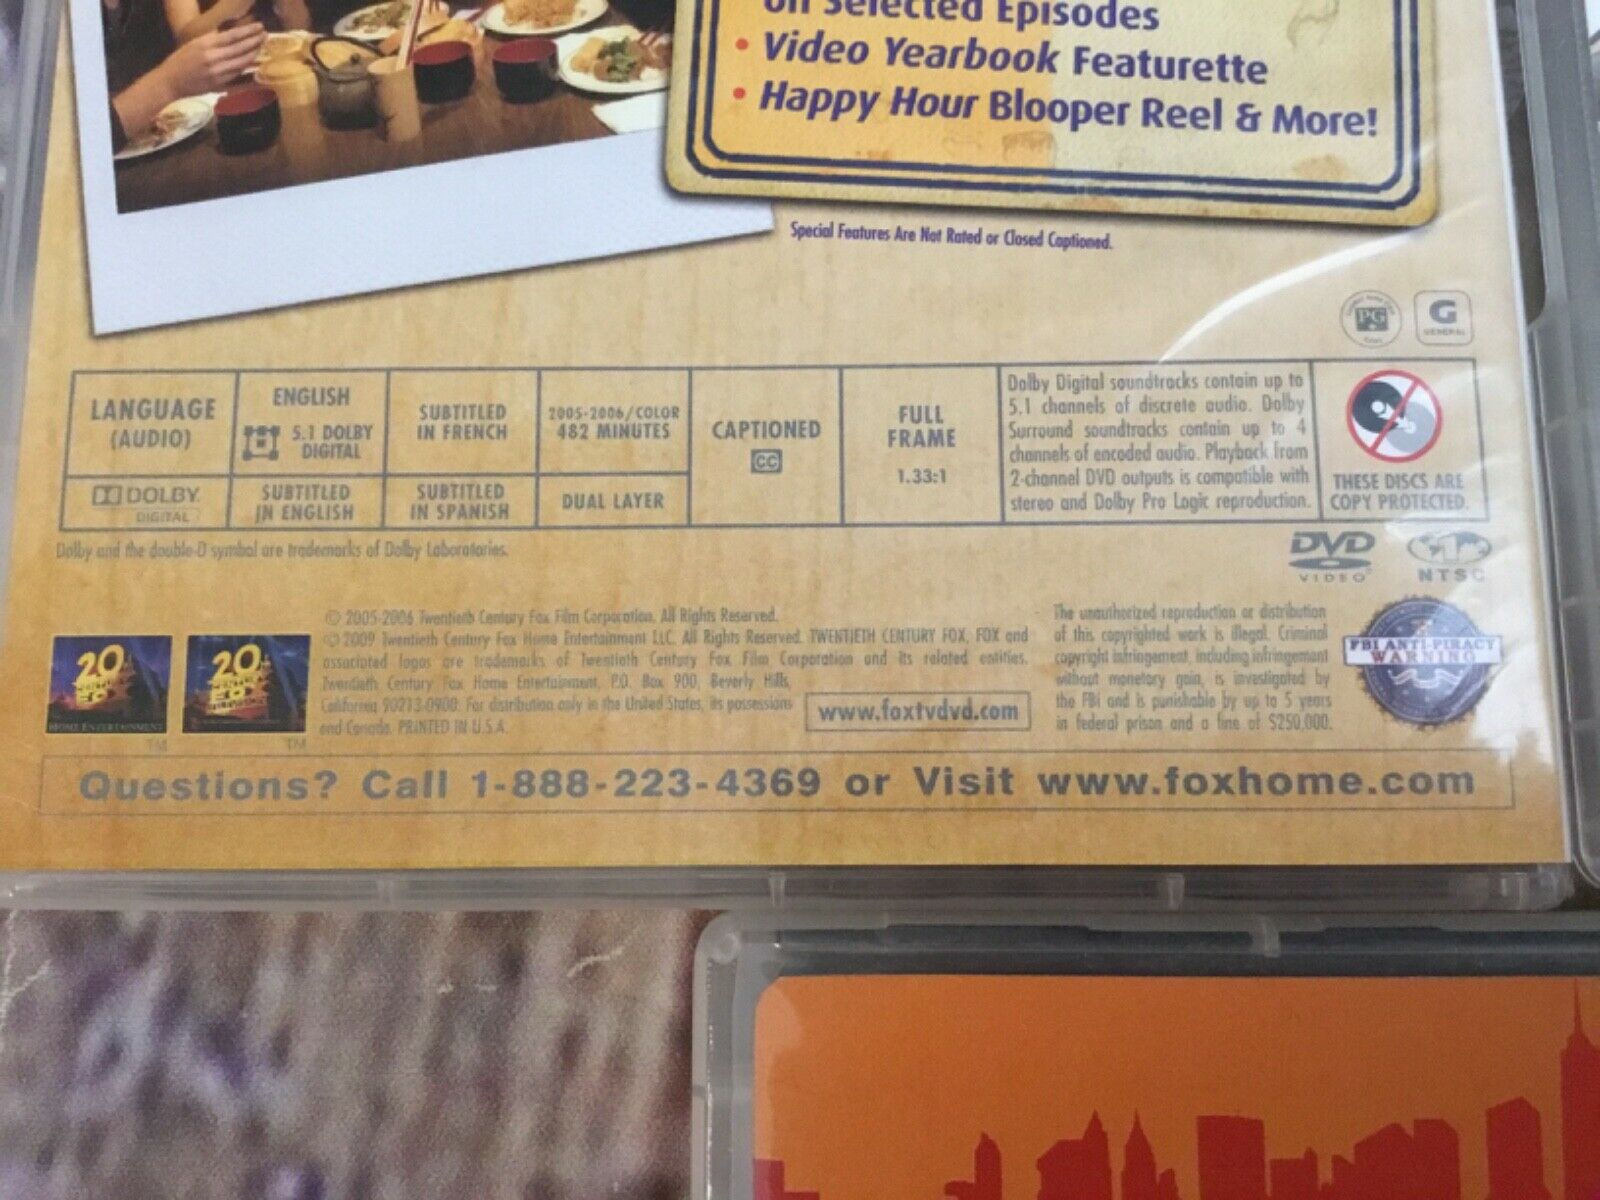 on Selected Episodes
• Video Yearbook Featurette
• Happy Hour Blooper Reel & More!
Special Features Are Not Rated or Closed Captioned.
PG
G
GENERAL
LANGUAGE
(AUDIO)
DOLBY
DIGITAL
ENGLISH
5.1 DOLBY
DIGITAL
SUBTITLED
IN ENGLISH
SUBTITLED
IN FRENCH
SUBTITLED
IN SPANISH
2005-2006/COLOR
482 MINUTES
DUAL LAYER
CAPTIONED
CC
FULL
FRAME
1.33:1
Dolby Digital soundtracks contain up to
5.1 channels of discrete audio. Dolby
Surround soundtracks contain up to 4
channels of encoded audio. Playback from
2-channel DVD outputs is compatible with
stereo and Dolby Pro Logic reproduction.
THESE DISCS ARE
COPY PROTECTED.
Dolby and the double-D symbol are trademarks of Dolby Laboratories.
DVD
VIDEO
NTSC
20
HOME ENTERTAINMENT
TM
20
TM
© 2005-2006 Twentieth Century Fox Film Corporation. All Rights Reserved.
© 2009 Twentieth Century Fox Home Entertainment LLC. All Rights Reserved. TWENTIETH CENTURY FOX, FOX and
associated logos are trademarks of Twentieth Century Fox Film Corporation and its related entities.
Twentieth Century Fox Home Entertainment, P.O. Box 900, Beverly Hills,
California 90213-0900. For distribution only in the United States, its possessions
and Canada. PRINTED IN U.S.A.
www.foxtvdvd.com
The unauthorized reproduction or distribution
of this copyrighted work is illegal. Criminal
copyright infringement, including infringement
without monetary gain, is investigated by
the FBI and is punishable by up to 5 years
in federal prison and a fine of $250,000.
FBI ANTI-PIRACY
WARNING
Questions? Call 1-888-223-4369 or Visit www.foxhome.com